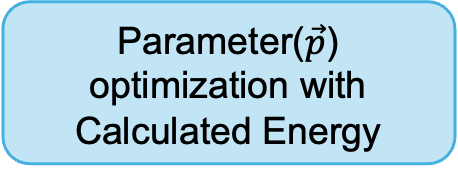 Parameter(𝑝⃗)
optimization with
Calculated Energy